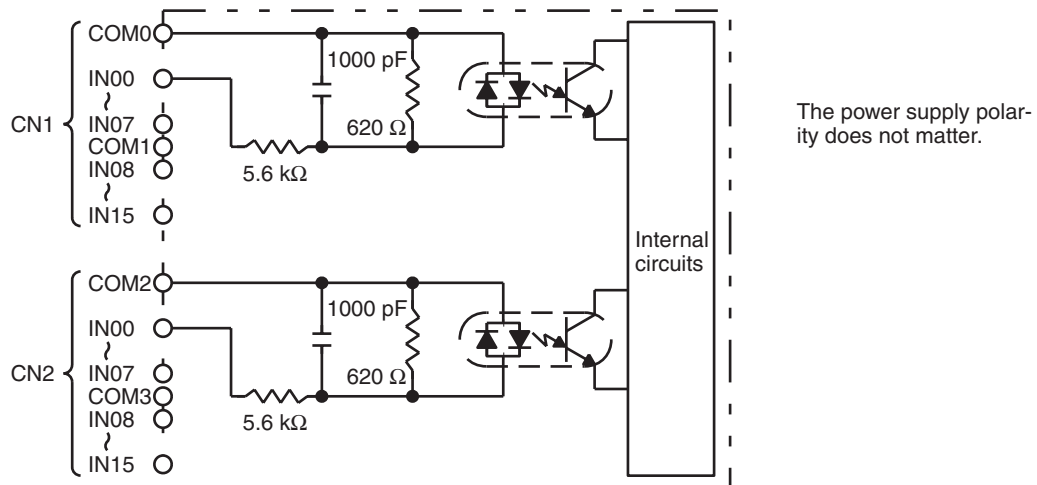 COM0
1000 pF
IN00
CN1
IN07
620 Ω
COM1
IN08
5.6 kΩ
IN15
The power supply polar-
ity does not matter.
Internal
circuits
COM2
1000 pF
IN00
CN2
IN07
620 Ω
COM3
IN08
5.6 kΩ
IN15